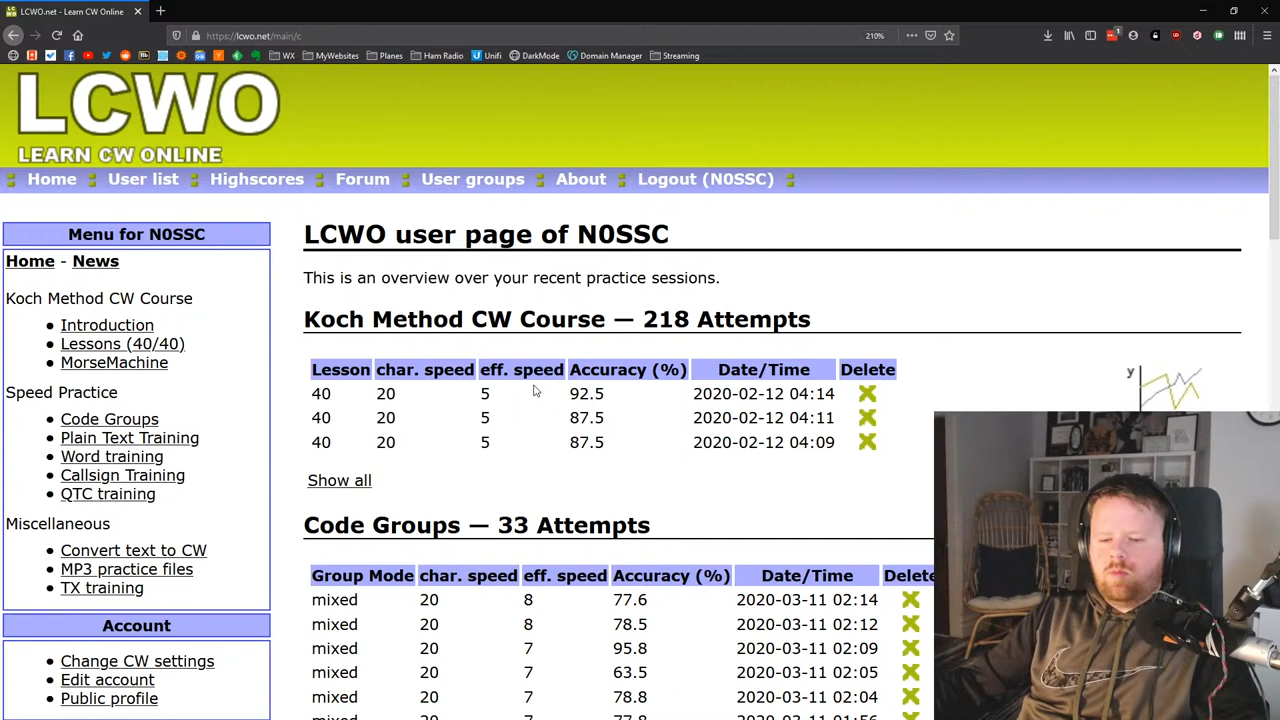 LCWO.net - Learn CW Online
https://lcwo.net/main/c
210%
WX
MyWebsites
Planes
Ham Radio
Unifi
DarkMode
Domain Manager
Streaming
LCWO
LEARN CW ONLINE
Home
User list
Highscores
Forum
User groups
About
Logout (N0SSC)
Menu for N0SSC
Home - News
Koch Method CW Course
Introduction
Lessons (40/40)
MorseMachine
Speed Practice
Code Groups
Plain Text Training
Word training
Callsign Training
QTC training
Miscellaneous
Convert text to CW
MP3 practice files
TX training
Account
Change CW settings
Edit account
Public profile
LCWO user page of N0SSC
This is an overview over your recent practice sessions.
Koch Method CW Course — 218 Attempts
Lesson char. speed eff. speed Accuracy (%) Date/Time Delete
40 20 5 92.5 2020-02-12 04:14
40 20 5 87.5 2020-02-12 04:11
40 20 5 87.5 2020-02-12 04:09
y
Show all
Code Groups — 33 Attempts
Group Mode char. speed eff. speed Accuracy (%) Date/Time Delete
mixed 20 8 77.6 2020-03-11 02:14
mixed 20 8 78.5 2020-03-11 02:12
mixed 20 7 95.8 2020-03-11 02:09
mixed 20 7 63.5 2020-03-11 02:05
mixed 20 7 78.8 2020-03-11 02:04
mixed 20 7 77.8 2020-03-11 01:56